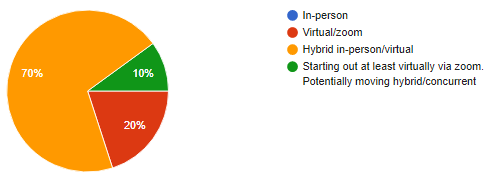 In-person
Virtual/zoom
Hybrid in-person/virtual
Starting out at least virtually via zoom.
Potentially moving hybrid/concurrent
70%
10%
20%